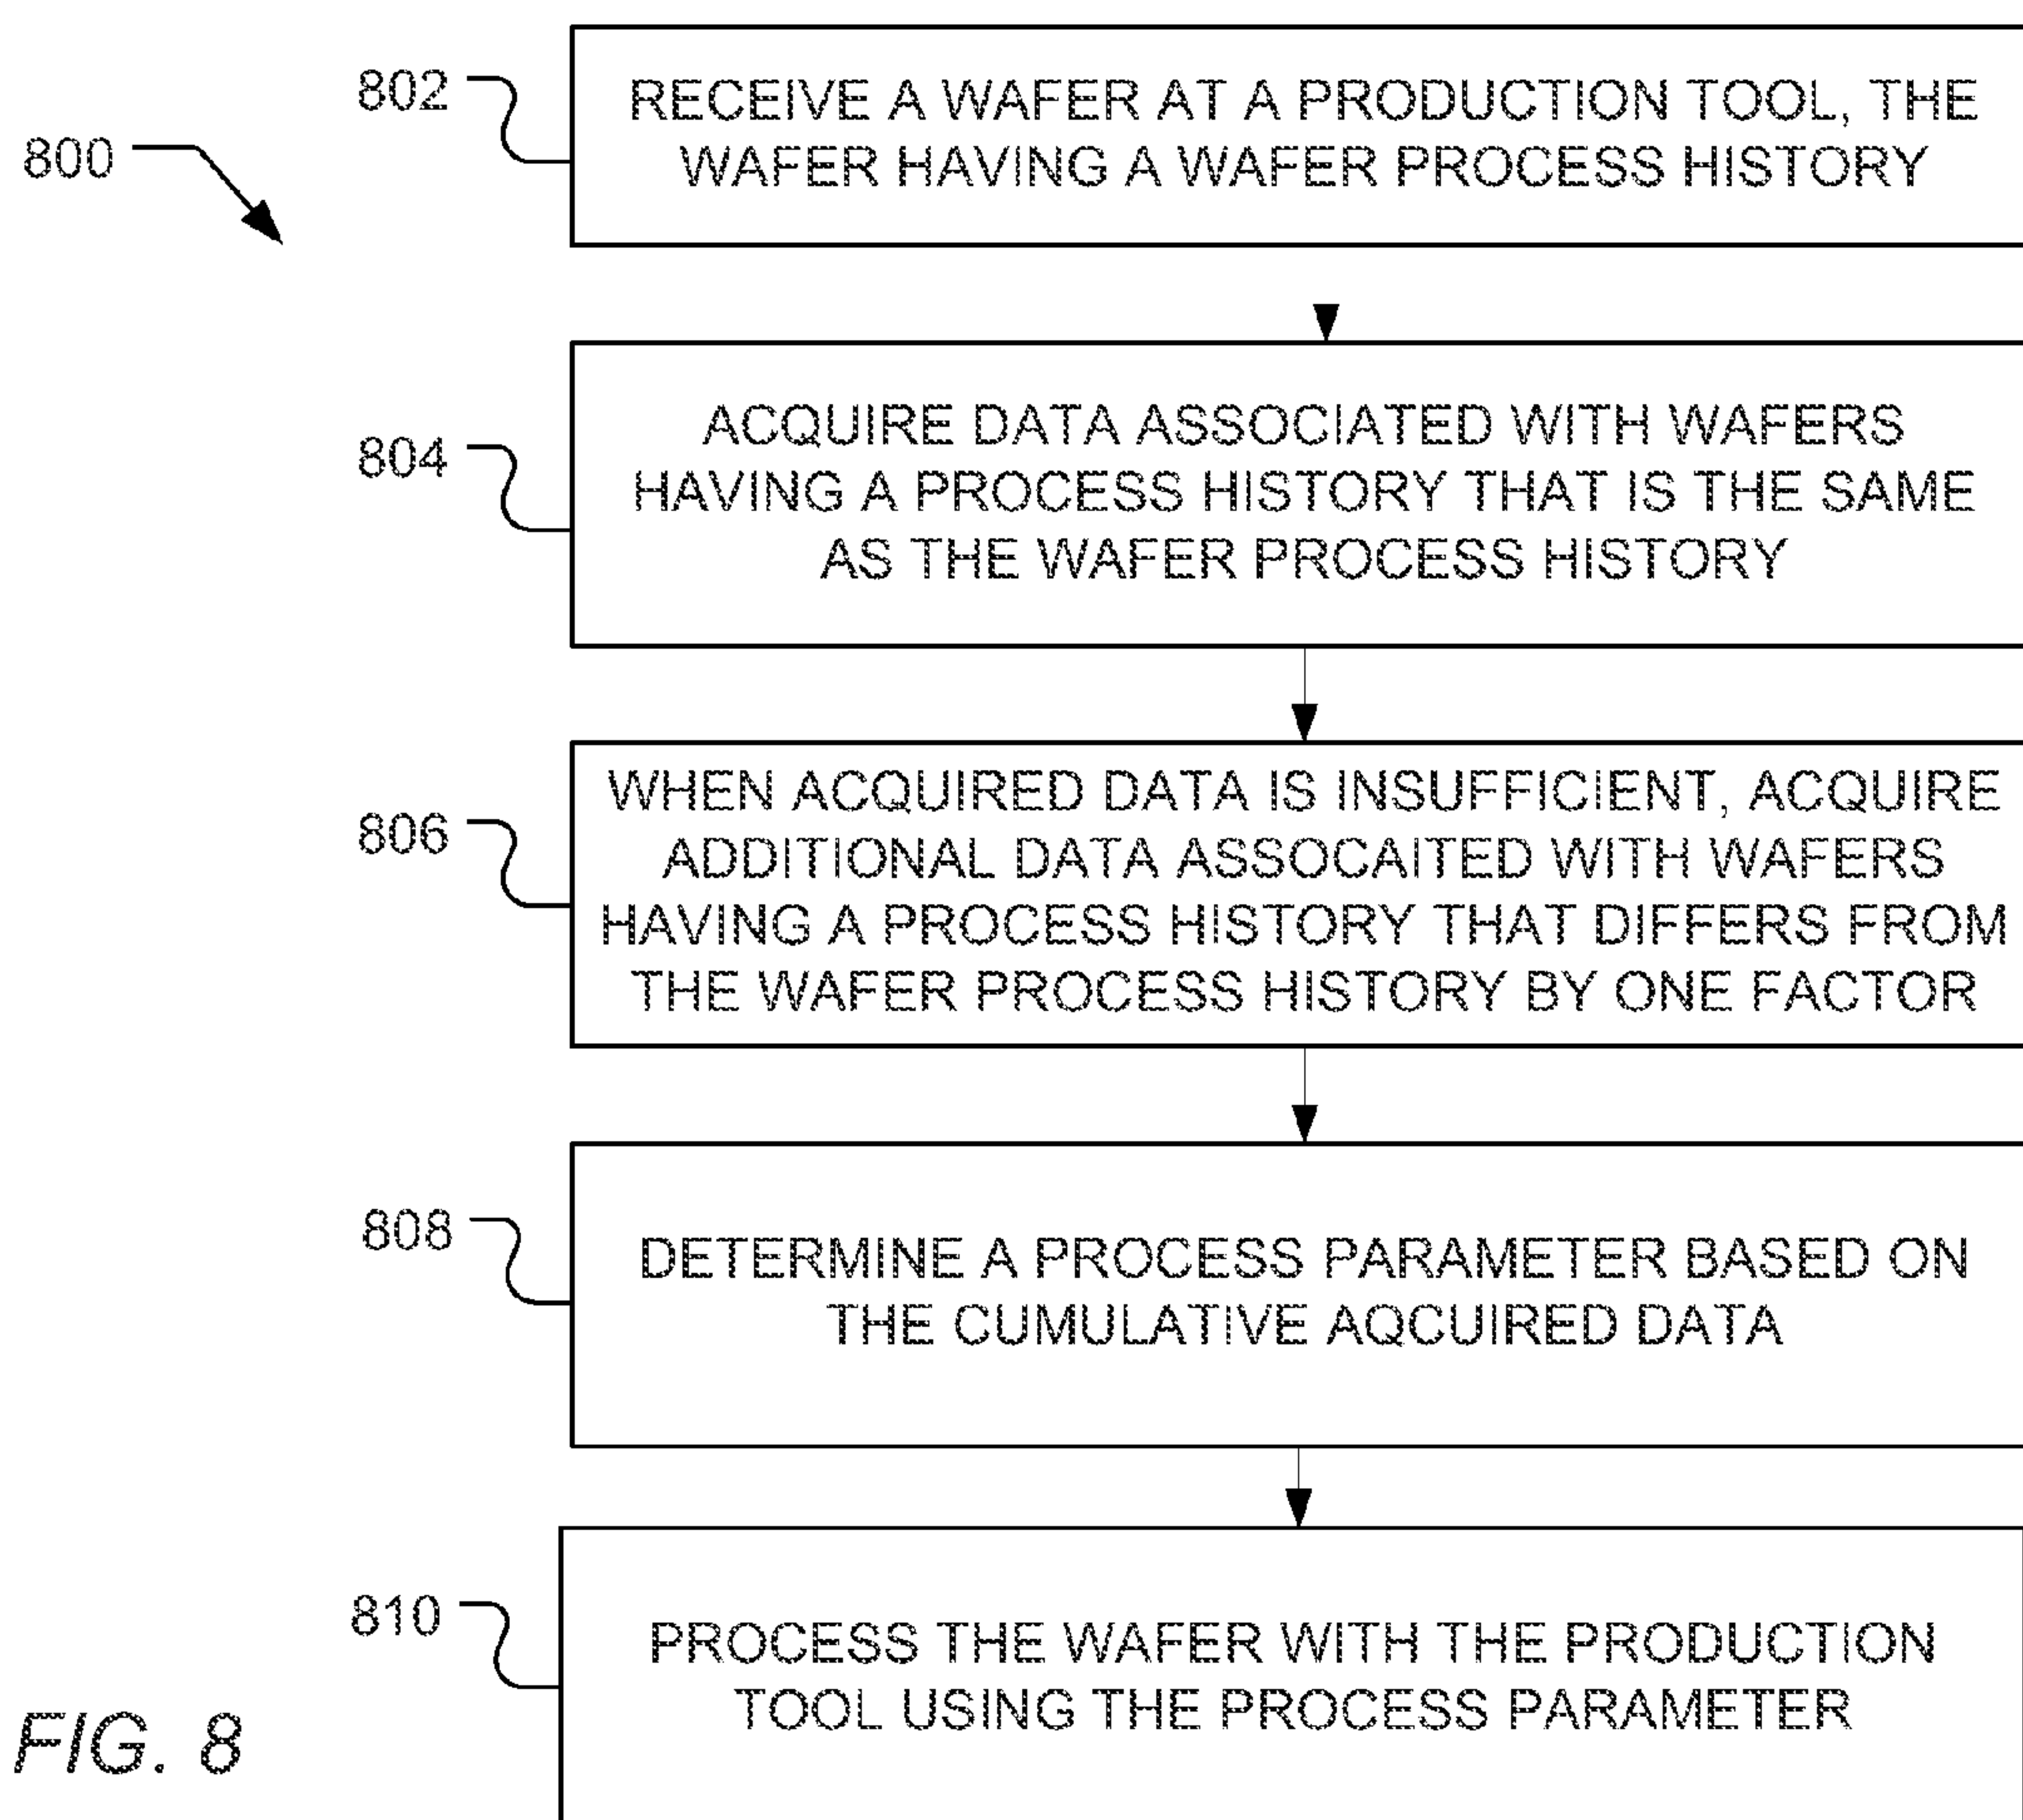 800
802
RECEIVE A WAFER AT A PRODUCTION TOOL, THE
WAFER HAVING A WAFER PROCESS HISTORY
804
ACQUIRE DATA ASSOCIATED WITH WAFERS
HAVING A PROCESS HISTORY THAT IS THE SAME
AS THE WAFER PROCESS HISTORY
806
WHEN ACQUIRED DATA IS INSUFFICIENT, ACQUIRE
ADDITIONAL DATA ASSOCAITED WITH WAFERS
HAVING A PROCESS HISTORY THAT DIFFERS FROM
THE WAFER PROCESS HISTORY BY ONE FACTOR
808
DETERMINE A PROCESS PARAMETER BASED ON
THE CUMULATIVE AQCUIRED DATA
810
PROCESS THE WAFER WITH THE PRODUCTION
TOOL USING THE PROCESS PARAMETER
FIG. 8